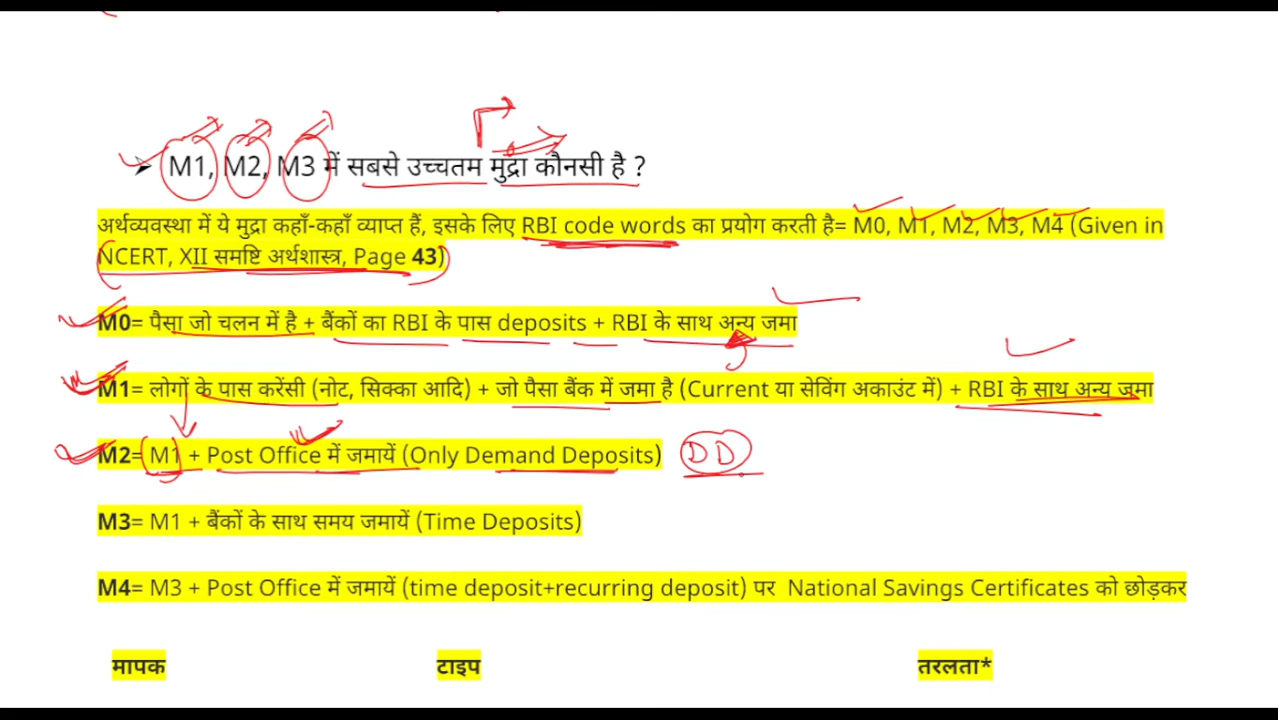 M1, M2, M3 में सबसे उच्चतम मुद्रा कौनसी है ?
अर्थव्यवस्था में ये मुद्रा कहाँ-कहाँ व्याप्त हैं, इसके लिए RBI code words का प्रयोग करती है= M0, M1, M2, M3, M4 (Given in
NCERT, XII समष्टि अर्थशास्त्र, Page 43)
M0= पैसा जो चलन में है + बैंकों का RBI के पास deposits + RBI के साथ अन्य जमा
M1= लोगों के पास करेंसी (नोट, सिक्का आदि) + जो पैसा बैंक में जमा है (Current या सेविंग अकाउंट में) + RBI के साथ अन्य जमा
M2= M1 + Post Office में जमायें (Only Demand Deposits) DD
M3= M1 + बैंकों के साथ समय जमायें (Time Deposits)
M4= M3 + Post Office में जमायें (time deposit+recurring deposit) पर National Savings Certificates को छोड़कर
मापक टाइप तरलता*